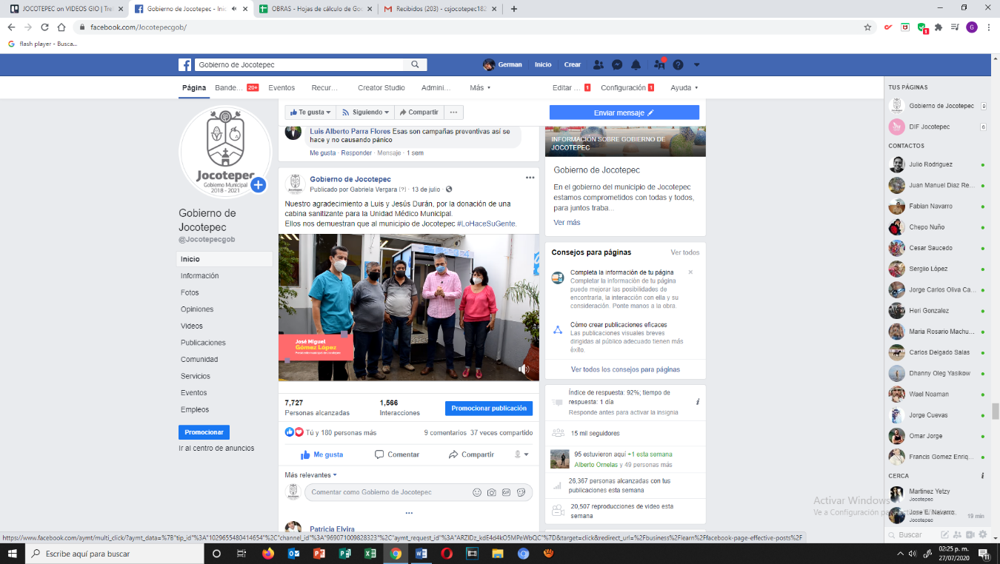 JOCOTEPEC on VIDEOS GIO | Trel
Gobierno de Jocotepec - Inic
OBRAS - Hojas de cálculo de Goo
Recibidos (203) - csjocotepec182
facebook.com/Jocotepecgob/
G
flash player - Busca...
Gobierno de Jocotepec
German
Inicio
Crear
Página
Bande...
20+
Eventos
Recur...
Creator Studio
Admini...
Más
Editar ...
1
Configuración
1
Ayuda
Jocotepec
Gobierno Municipal
2018 - 2021
Gobierno de
Jocotepec
@Jocotepecgob
Inicio
Información
Fotos
Opiniones
Videos
Publicaciones
Comunidad
Servicios
Eventos
Empleos
Promocionar
Ir al centro de anuncios
Te gusta
Siguiendo
Compartir
Luis Alberto Parra Flores Esas son campañas preventivas así se
hace y no causando pánico
Me gusta · Responder · Mensaje · 1 sem
Gobierno de Jocotepec
Publicado por Gabriela Vergara [?] · 13 de julio ·
Nuestro agradecimiento a Luis y Jesús Durán, por la donación de una
cabina sanitizante para la Unidad Médico Municipal.
Ellos nos demuestran que al municipio de Jocotepec #LoHaceSuGente.
José Miguel
Gómez López
7,727
Personas alcanzadas
1,566
Interacciones
Promocionar publicación
Tú y 180 personas más
9 comentarios 37 veces compartido
Me gusta
Comentar
Compartir
Más relevantes
Comentar como Gobierno de Jocotepec
GIF
Patricia Elvira
Enviar mensaje
INFORMACIÓN SOBRE GOBIERNO DE
JOCOTEPEC
Gobierno de Jocotepec
En el gobierno del municipio de Jocotepec
estamos comprometidos con todas y todos,
para juntos traba...
Ver más
Consejos para páginas
Ver todos
Completa la información de tu página
Completar la información de tu página
puede mejorar las posibilidades de
encontrarla, la interacción con ella y su
consideración. Ponte manos a la obra.
Cómo crear publicaciones eficaces
Las publicaciones visuales breves
dirigidas al público adecuado tienen más
éxito.
Ver todos los consejos para páginas
Índice de respuesta: 92%; tiempo de
respuesta: 1 día
Responde antes para activar la insignia
15 mil seguidores
95 estuvieron aquí +1 esta semana
Alberto Ornelas y 49 personas más
26,367 personas alcanzadas con tus
publicaciones esta semana
20,507 reproducciones de video esta
semana
TUS PÁGINAS
Gobierno de Jocotepec
9
DIF Jocotepec
6
CONTACTOS
Julio Rodriguez
Juan Manuel Diaz Re...
Fabian Navarro
Chepo Nuño
Cesar Saucedo
Sergiio López
Jorge Carlos Oliva Ca...
Heri Gonzalez
Maria Rosario Machu...
Carlos Delgado Salas
Dhanny Oleg Yasikow
Wael Noaman
Jorge Cuevas
Omar Jorge
Francis Gomez Enriq...
CERCA
Martinez Yetzy
Jocotepec
Jose E. Navarro
Jocotepec
19 min
Buscar
Activar Windows
Ve a Configuración
https://www.facebook.com/aymt/multi_click/?aymt_data=%7B"tip_id"%3A"1029655480414654"%2C"channel_id"%3A"969071009828323"%2C"aymt_request_id"%3A"ARZIDz_kdE4d4kO5MPeWbQC"%7D&target=click&redirect_url=%2Fbusiness%2Flearn%2Ffacebook-page-effective-posts%2F
Escribe aquí para buscar
02:25 p. m.
27/07/2020
11